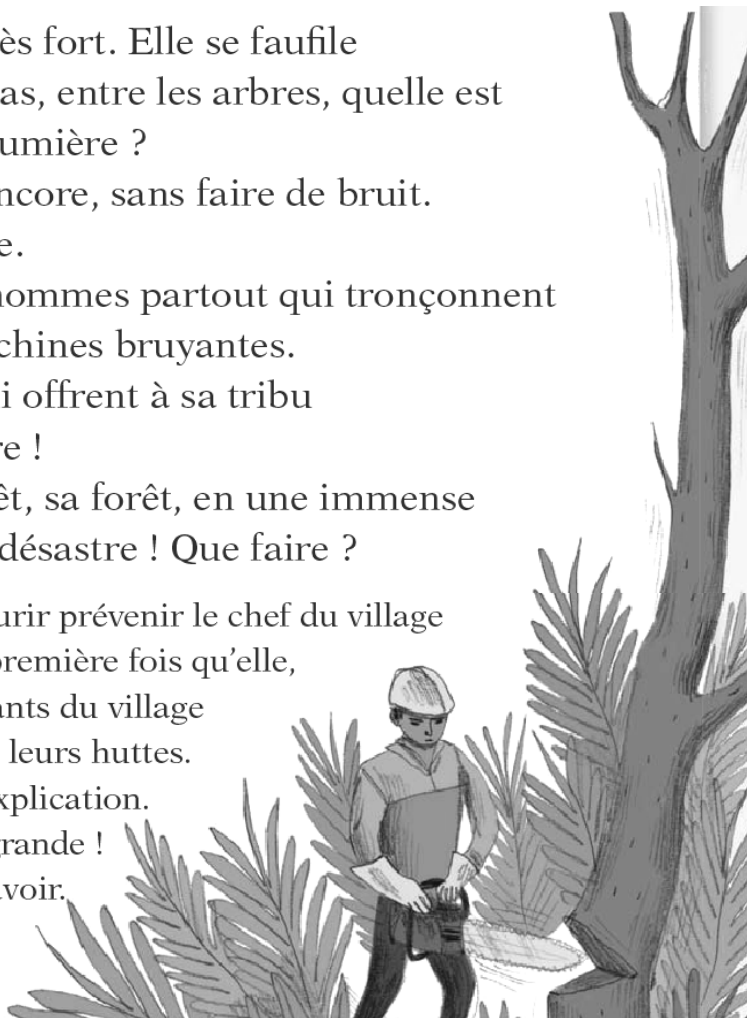 ès fort. Elle se faufile
as, entre les arbres, quelle est
umière ?
ncore, sans faire de bruit.
e.
hommes partout qui tronçonnent
chines bruyantes.
i offrent à sa tribu
re !
êt, sa forêt, en une immense
désastre ! Que faire ?
urir prévenir le chef du village
première fois qu’elle,
ants du village
leurs huttes.
xplication.
grande !
avoir.